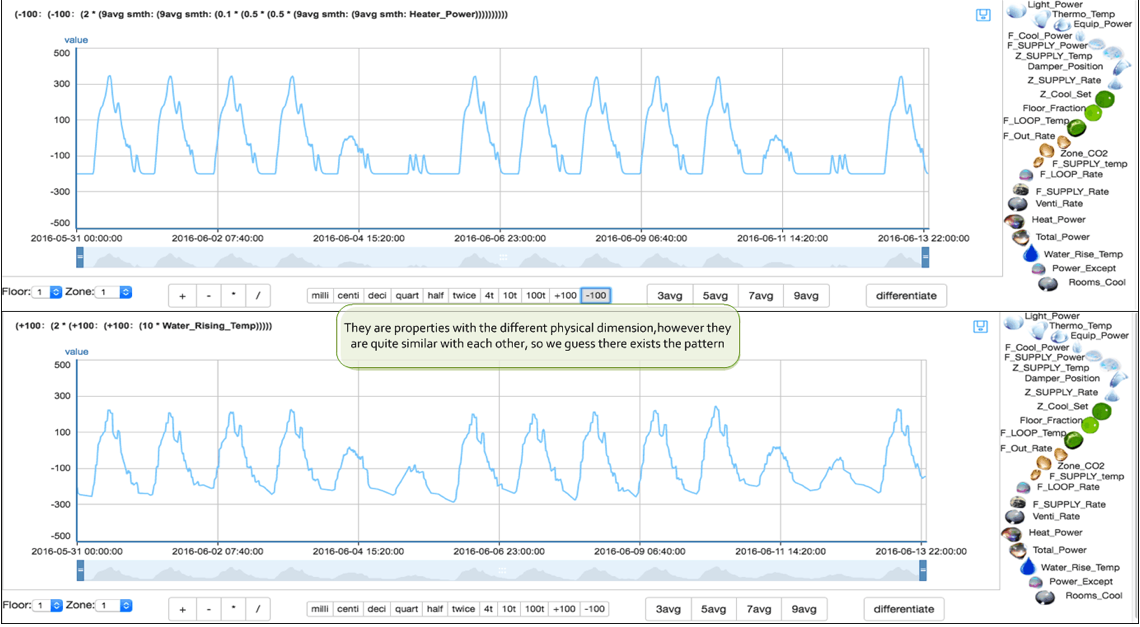 (-100: (-100: (2 * (9avg smth: (9avg smth: (0.1 * (0.5 * (0.5 * (9avg smth: (9avg smth: Heater_Power))))))))))
value
500
300
100
-100
-300
-500
2016-05-31 00:00:00 2016-06-02 07:40:00 2016-06-04 15:20:00 2016-06-06 23:00:00 2016-06-09 06:40:00 2016-06-11 14:20:00 2016-06-13 22:00:00
Floor: 1 Zone: 1 + - * / milli centi deci quart half twice 4t 10t 100t +100 -100 3avg 5avg 7avg 9avg differentiate
Light_Power
Thermo_Temp
Equip_Power
F_Cool_Power
F_SUPPLY_Power
Z_SUPPLY_Temp
Damper_Position
Z_SUPPLY_Rate
Z_Cool_Set
Floor_Fraction
F_LOOP_Temp
F_Out_Rate
Zone_CO2
F_SUPPLY_temp
F_LOOP_Rate
F_SUPPLY_Rate
Venti_Rate
Heat_Power
Total_Power
Water_Rise_Temp
Power_Except
Rooms_Cool
They are properties with the different physical dimension,however they
are quite similar with each other, so we guess there exists the pattern
(+100: (2 * (+100: (+100: (10 * Water_Rising_Temp)))))
value
500
300
100
-100
-300
-500
2016-05-31 00:00:00 2016-06-02 07:40:00 2016-06-04 15:20:00 2016-06-06 23:00:00 2016-06-09 06:40:00 2016-06-11 14:20:00 2016-06-13 22:00:00
Floor: 1 Zone: 1 + - * / milli centi deci quart half twice 4t 10t 100t +100 -100 3avg 5avg 7avg 9avg differentiate
Light_Power
Thermo_Temp
Equip_Power
F_Cool_Power
F_SUPPLY_Power
Z_SUPPLY_Temp
Damper_Position
Z_SUPPLY_Rate
Z_Cool_Set
Floor_Fraction
F_LOOP_Temp
F_Out_Rate
Zone_CO2
F_SUPPLY_temp
F_LOOP_Rate
F_SUPPLY_Rate
Venti_Rate
Heat_Power
Total_Power
Water_Rise_Temp
Power_Except
Rooms_Cool